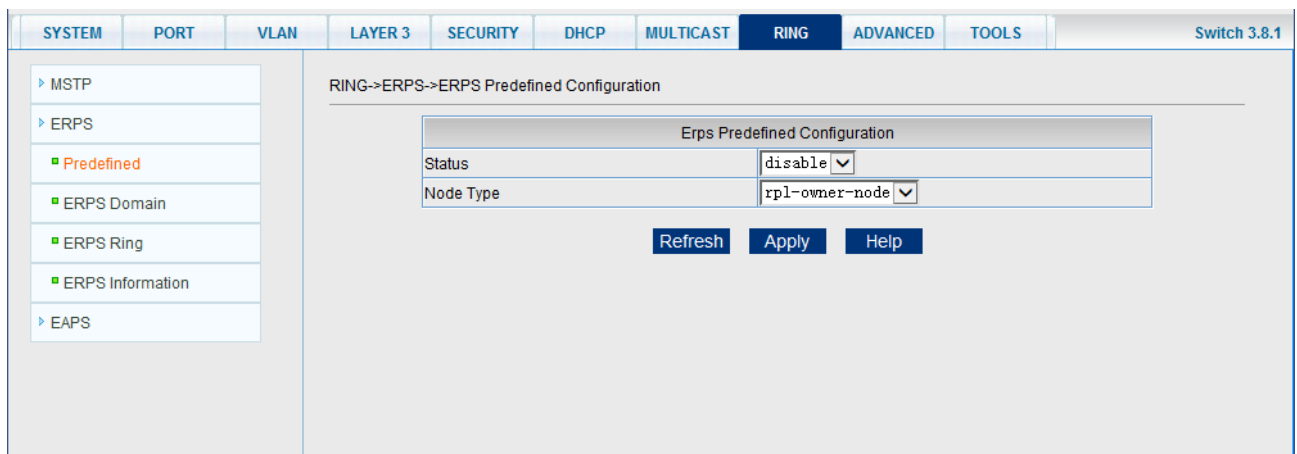 SYSTEM PORT VLAN LAYER 3 SECURITY DHCP MULTICAST RING ADVANCED TOOLS Switch 3.8.1
MSTP
ERPS
Predefined
ERPS Domain
ERPS Ring
ERPS Information
EAPS
RING->ERPS->ERPS Predefined Configuration
Erps Predefined Configuration
Status disable
Node Type rpl-owner-node
Refresh Apply Help